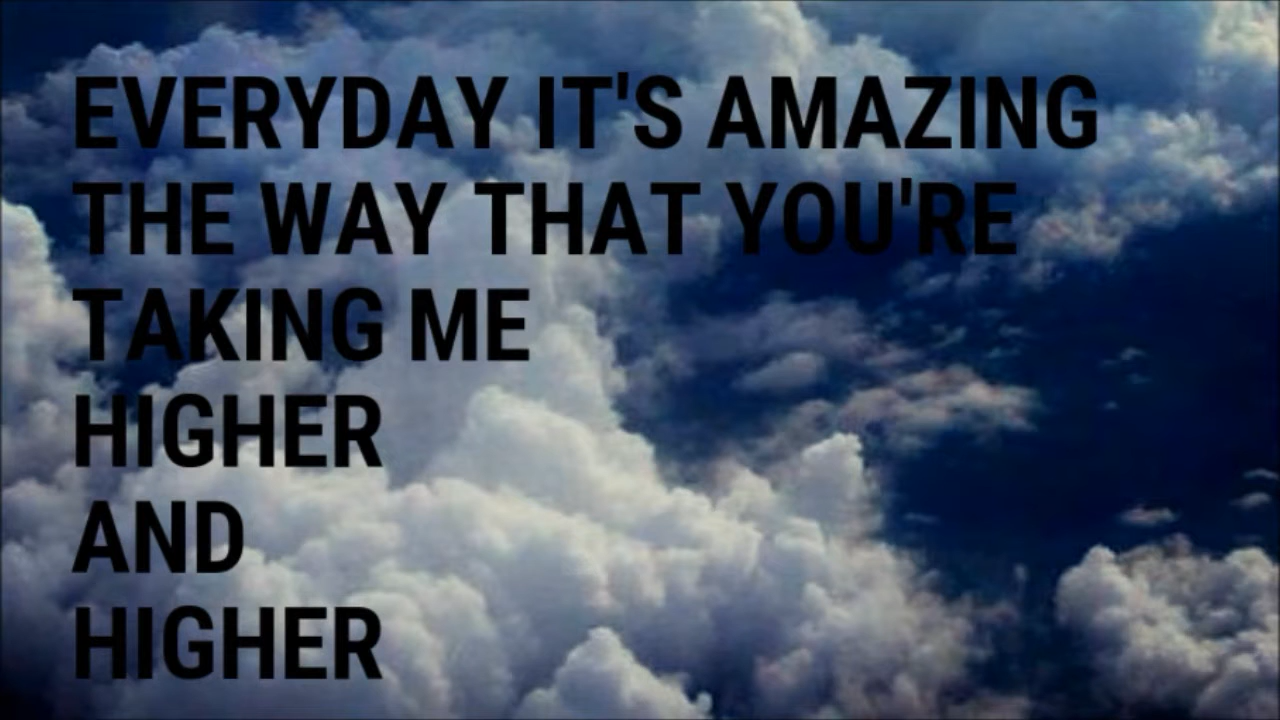 EVERYDAY IT'S AMAZING
THE WAY THAT YOU'RE
TAKING ME
HIGHER
AND
HIGHER